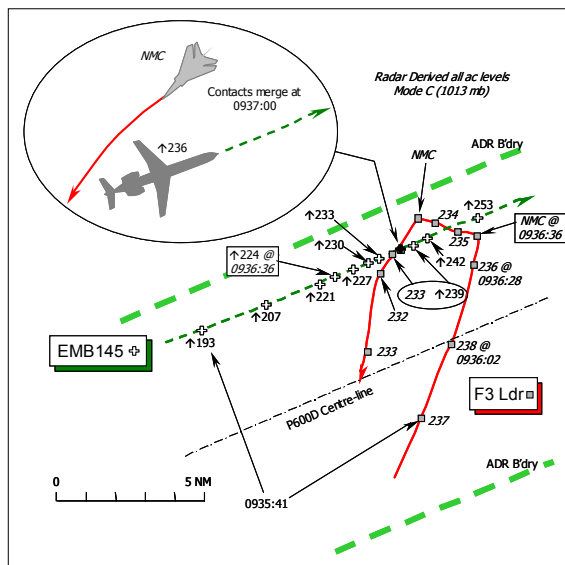 NMC
Contacts merge at
0937:00
↑236
Radar Derived all ac levels
Mode C (1013 mb)
ADR B'dry
NMC
↑253
234
↑233
235
NMC @
0936:36
↑230
↑224 @
0936:36
↑242
↑227
233
↑239
236 @
0936:28
↑221
232
↑207
EMB145
↑193
233
238 @
0936:02
P600D Centre-line
F3 Ldr
237
0
5 NM
0935:41
ADR B'dry